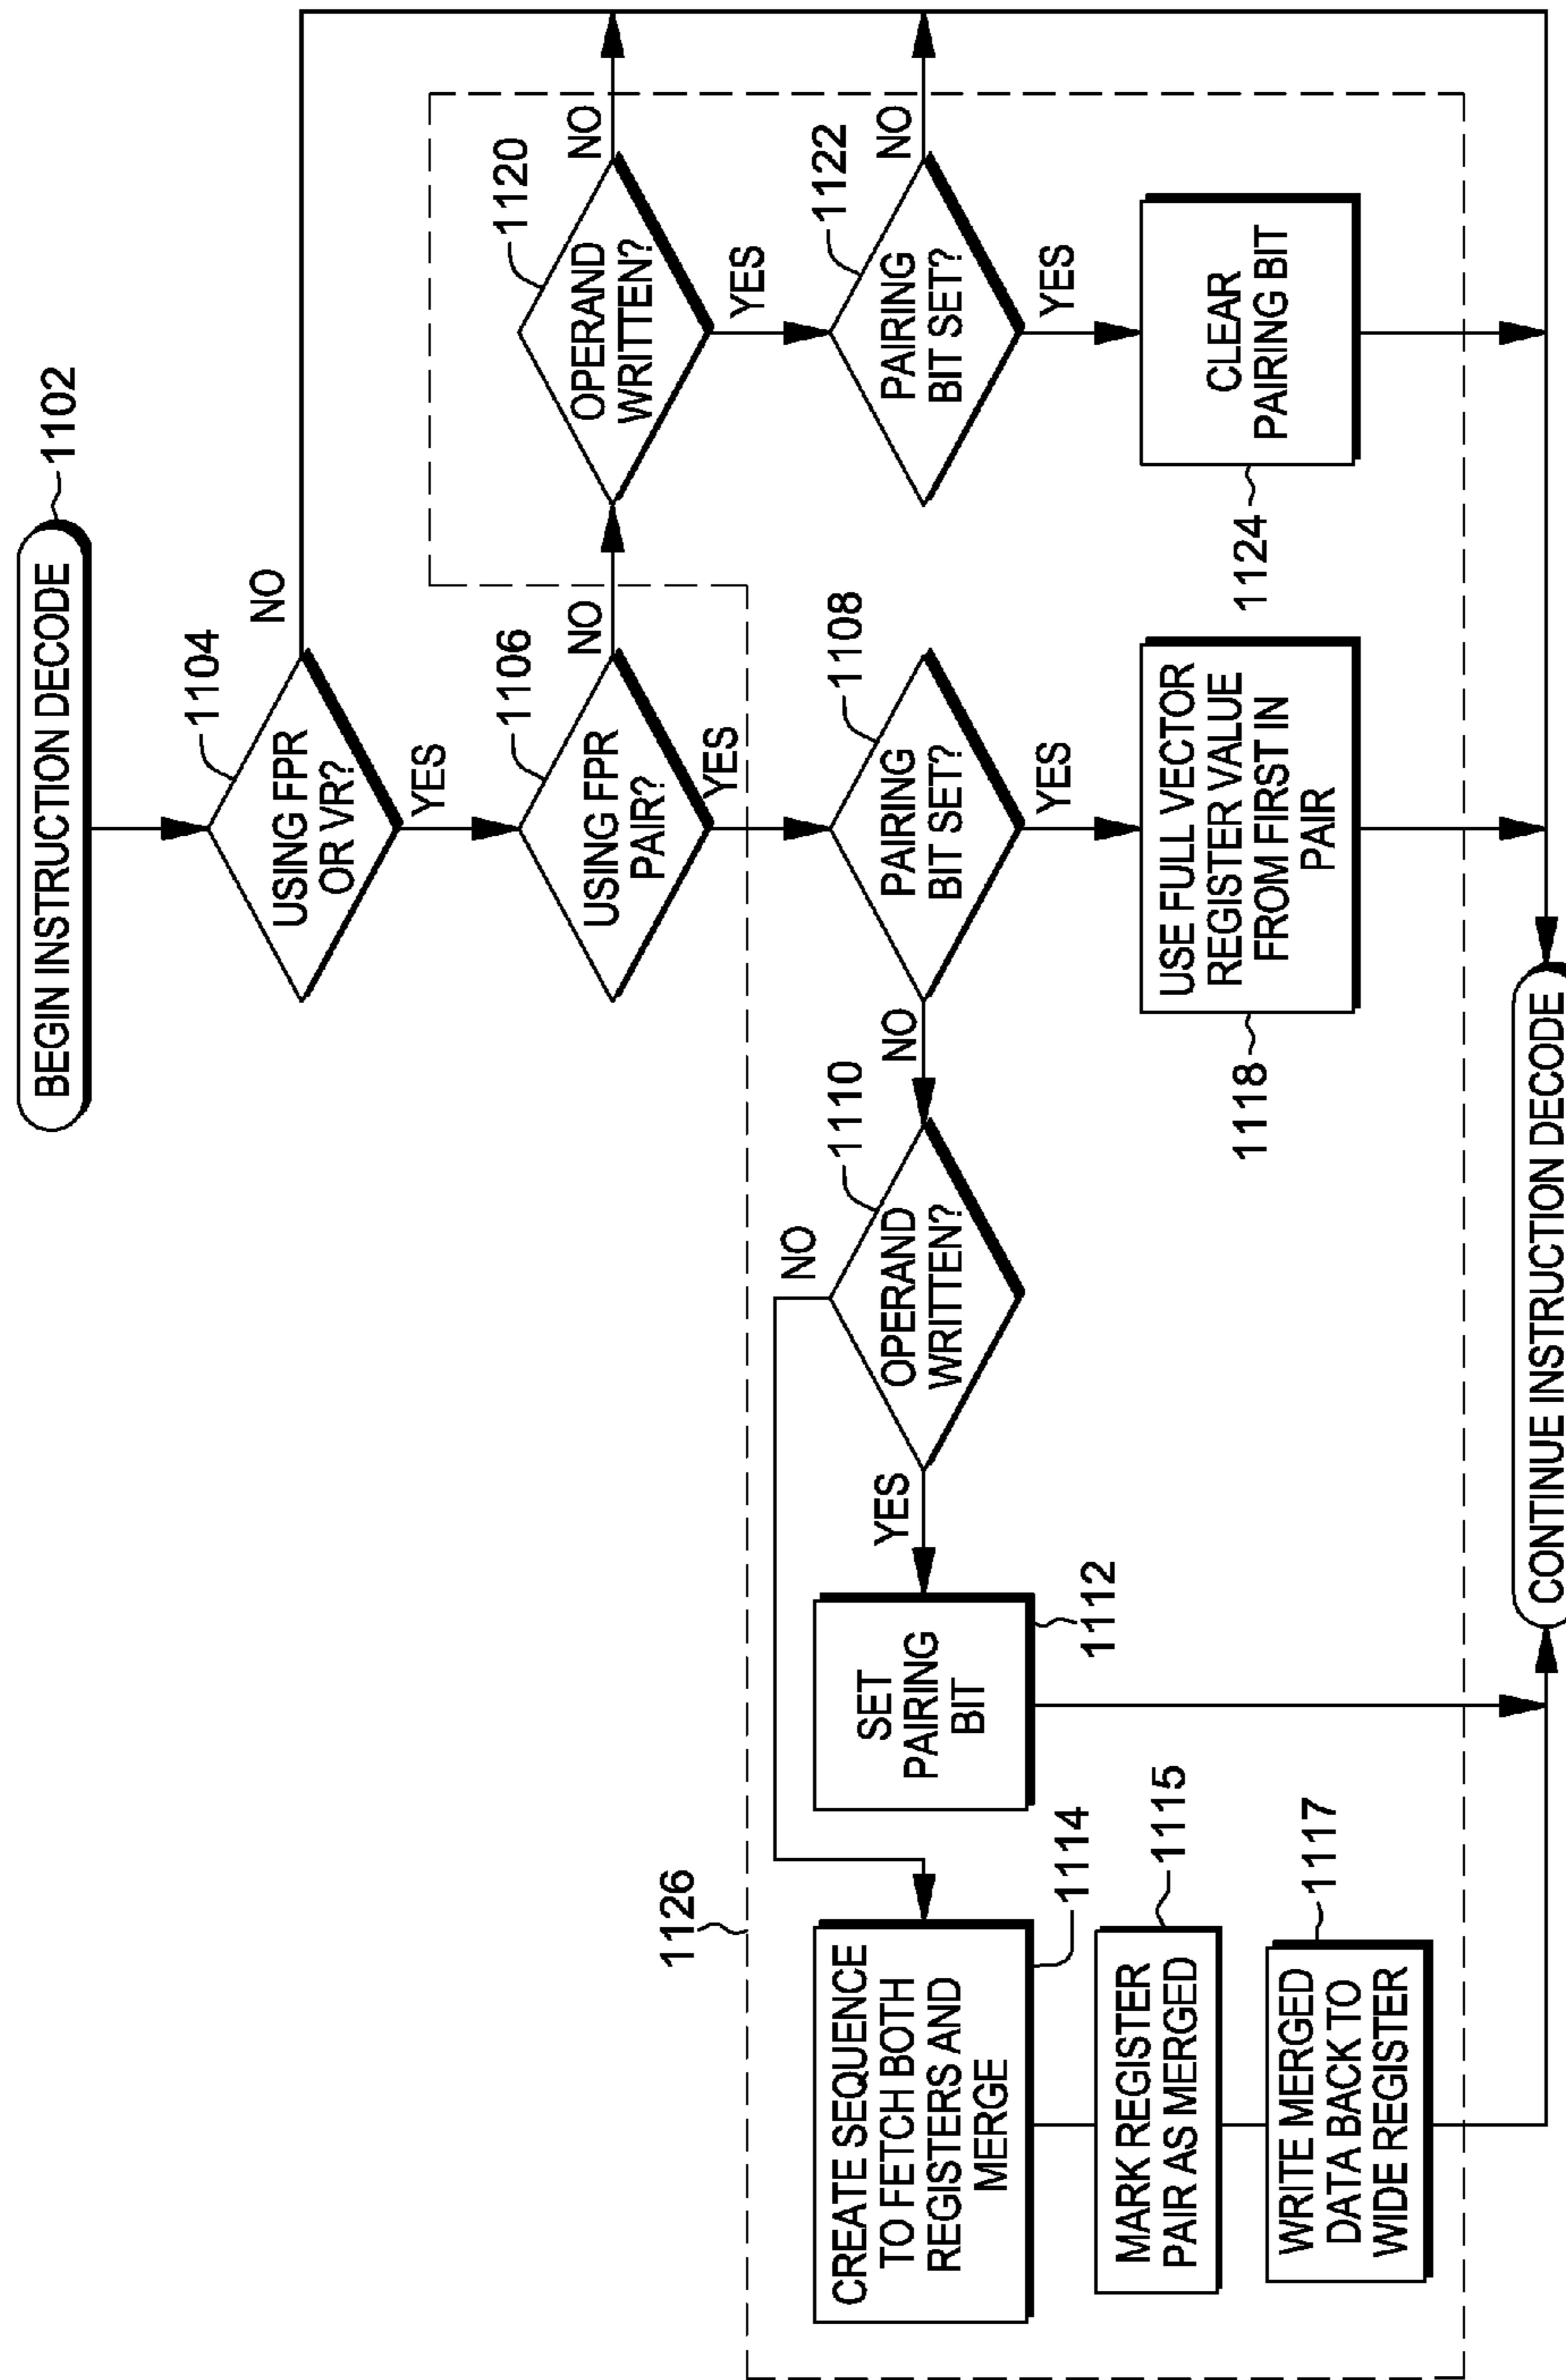 BEGIN INSTRUCTION DECODE
1102
1104
USING FPR
OR VR?
NO
YES
1106
USING FPR
PAIR?
NO
YES
1120
OPERAND
WRITTEN?
NO
YES
1108
PAIRING
BIT SET?
NO
YES
1122
PAIRING
BIT SET?
NO
YES
1110
OPERAND
WRITTEN?
NO
YES
1126
SET
PAIRING
BIT
1112
CREATE SEQUENCE
TO FETCH BOTH
REGISTERS AND
MERGE
1114
MARK REGISTER
PAIR AS MERGED
1115
WRITE MERGED
DATA BACK TO
WIDE REGISTER
1117
USE FULL VECTOR
REGISTER VALUE
FROM FIRST IN
PAIR
1118
CLEAR
PAIRING BIT
1124
CONTINUE INSTRUCTION DECODE